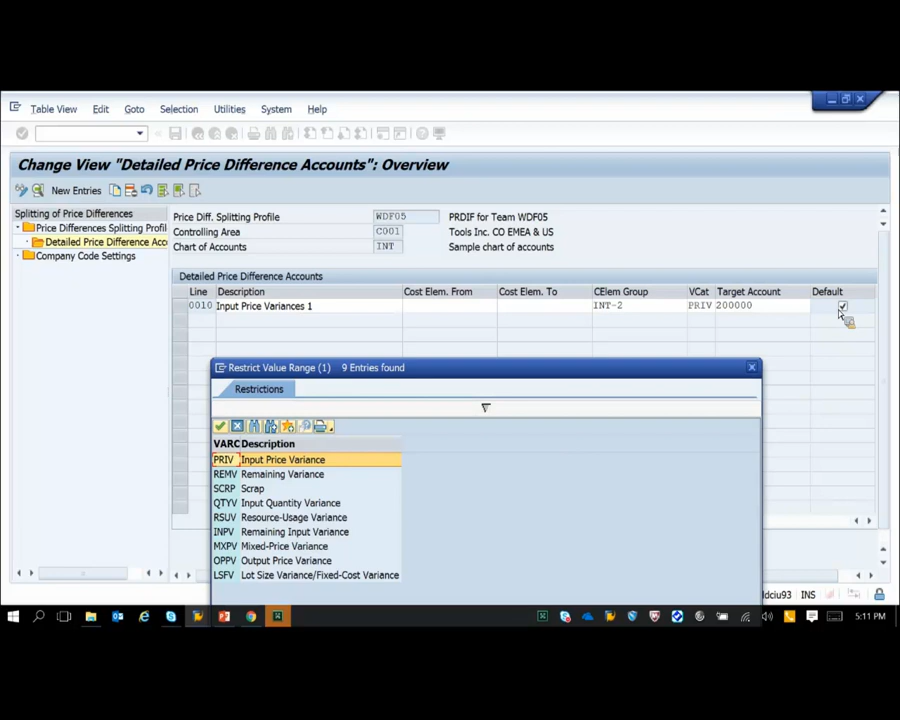 Table View Edit Goto Selection Utilities System Help
Change View "Detailed Price Difference Accounts": Overview
New Entries
Splitting of Price Differences
Price Differences Splitting Profil
Detailed Price Difference Acc
Company Code Settings
Price Diff. Splitting Profile WDF05 PRDIF for Team WDF05
Controlling Area C001 Tools Inc. CO EMEA & US
Chart of Accounts INT Sample chart of accounts
Detailed Price Difference Accounts
Line Description Cost Elem. From Cost Elem. To CElem Group VCat Target Account Default
0010 Input Price Variances 1 INT-2 PRIV 200000
Restrict Value Range (1) 9 Entries found
Restrictions
VARC Description
PRIV Input Price Variance
REMV Remaining Variance
SCRP Scrap
QTYV Input Quantity Variance
RSUV Resource-Usage Variance
INPV Remaining Input Variance
MXPV Mixed-Price Variance
OPPV Output Price Variance
LSFV Lot Size Variance/Fixed-Cost Variance
ddciu93 INS
5:11 PM